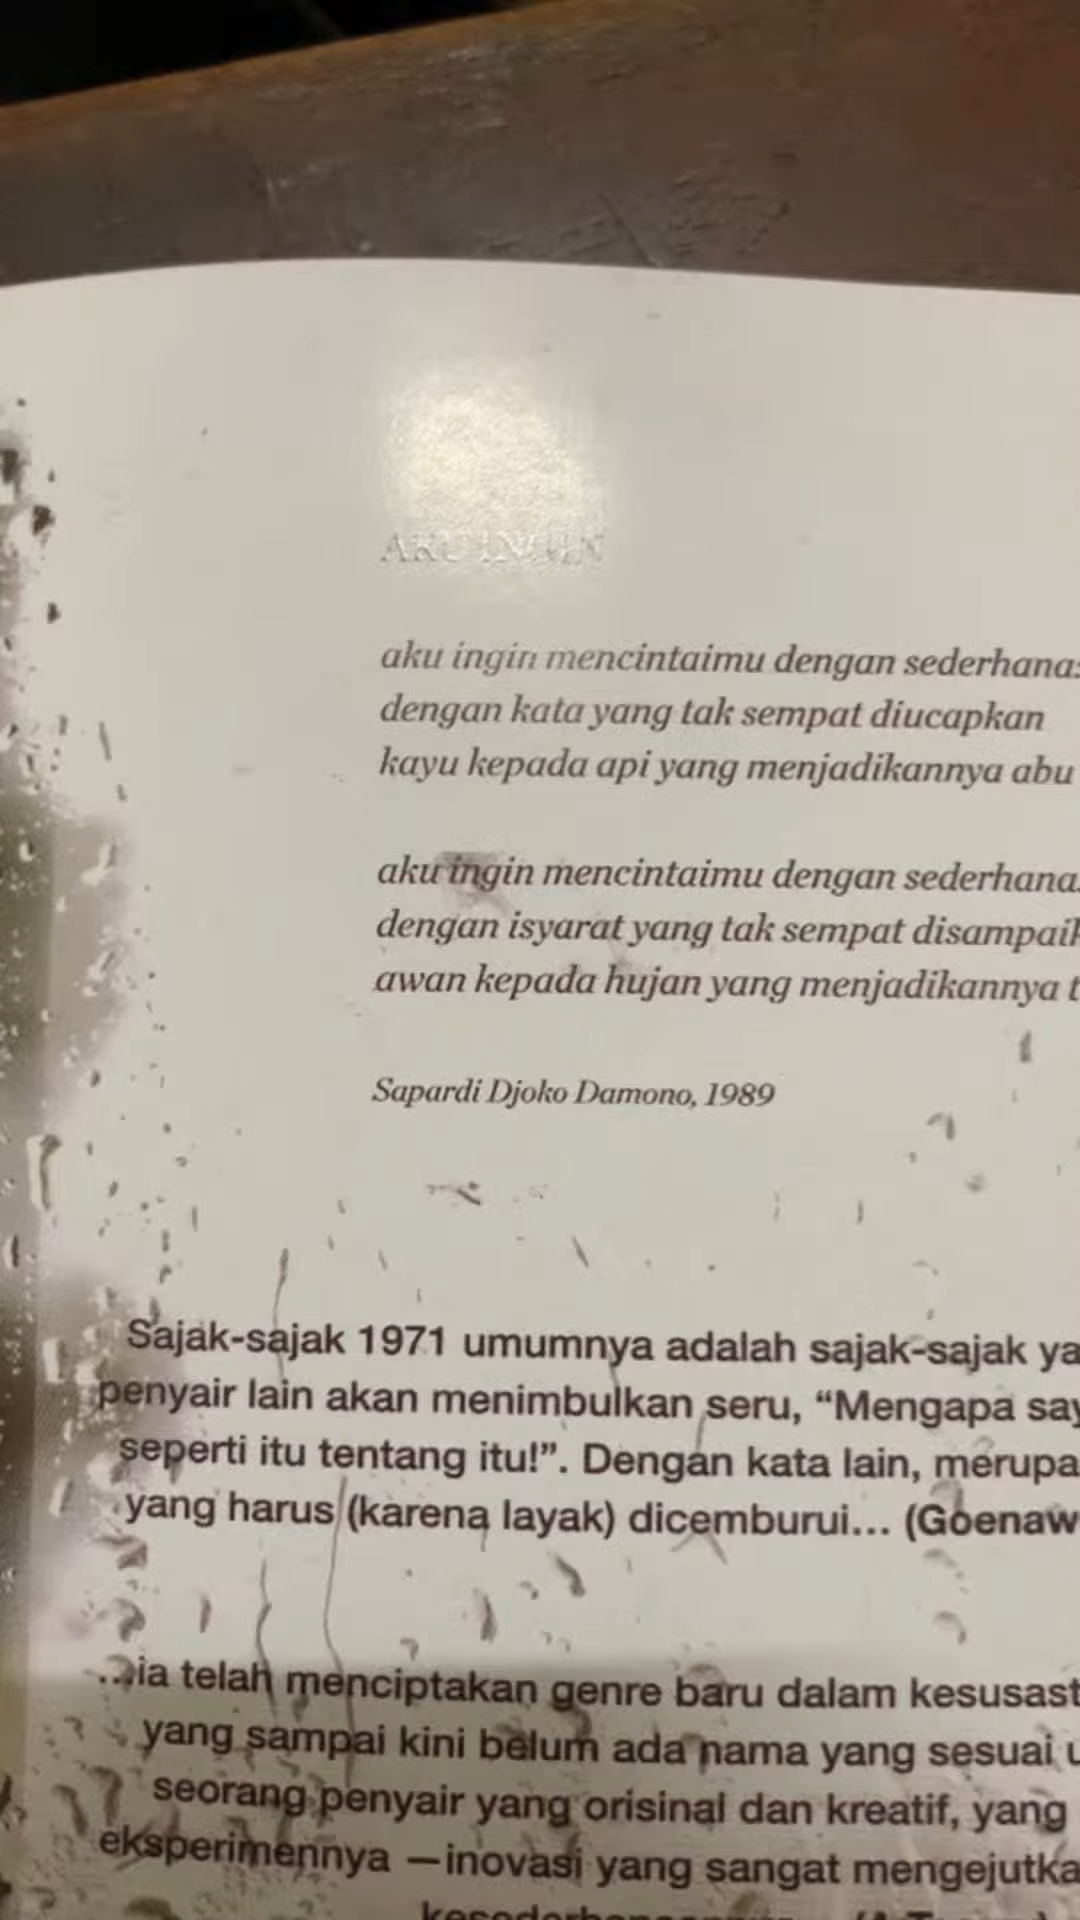 AKU INGIN
aku ingin mencintaimu dengan sederhana:
dengan kata yang tak sempat diucapkan
kayu kepada api yang menjadikannya abu
aku ingin mencintaimu dengan sederhana
dengan isyarat yang tak sempat
awan kepada hujan yang menjadikannya
Sapardi Djoko Damono, 1989
Sajak-sajak 1971 umumnya adalah sajak-sajak
penyair lain akan menimbulkan seru, “Mengapa
seperti itu tentang itu!”. Dengan kata lain,
yang harus (karena layak) dicemburui... (
...ia telah menciptakan genre baru dalam
yang sampai kini belum ada nama yang sesuai
seorang penyair yang orisinal dan kreatif, yang
eksperimennya —inovasi yang sangat